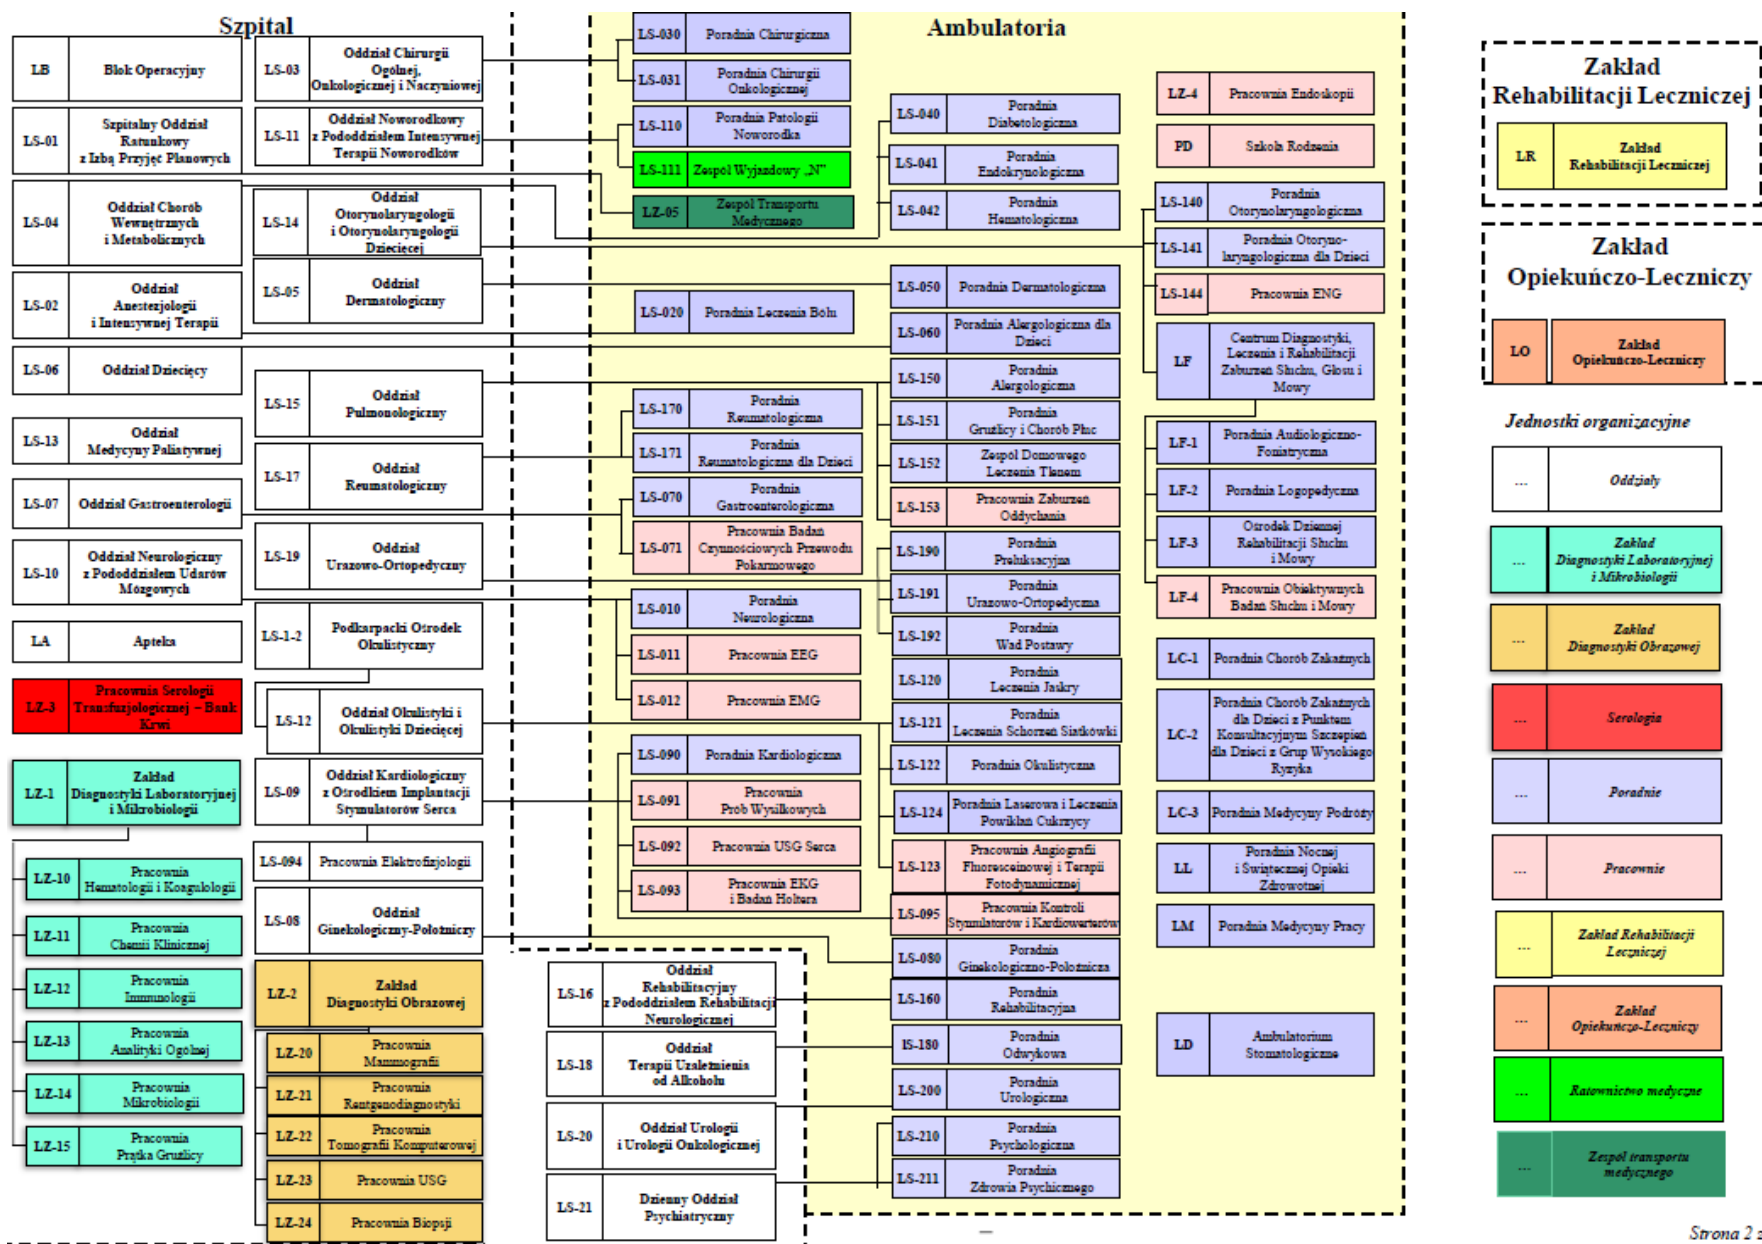 Szpital
LB
Blok Operacyjny
LS-01
Szpitalny Oddział
Ratunkowy
z Izbą Przyjęć Planowych
LS-04
Oddział Chorób
Wewnętrznych
i Metabolicznych
LS-02
Oddział
Anestezjologii
i Intensywnej Terapii
LS-06
Oddział Dziecięcy
LS-13
Oddział
Medycyny Paliatywnej
LS-07
Oddział Gastroenterologii
LS-10
Oddział Neurologiczny
z Pododdziałem Udarów
Mózgowych
LA
Apteka
LZ-3
Pracownia Serologii
Transfuzjologicznej – Bank
Krwi
LZ-1
Zakład
Diagnostyki Laboratoryjnej
i Mikrobiologii
LZ-10
Pracownia
Hematologii i Koagulologii
LZ-11
Pracownia
Chemii Klinicznej
LZ-12
Pracownia
Immunologii
LZ-13
Pracownia
Analityki Ogólnej
LZ-14
Pracownia
Mikrobiologii
LZ-15
Pracownia
Prątka Gruźlicy
LS-03
Oddział Chirurgii
Ogólnej,
Onkologicznej i Naczyniowej
LS-11
Oddział Noworodkowy
z Pododdziałem Intensywnej
Terapii Noworodków
LS-14
Oddział
Otorynolaryngologii
i Otorynolaryngologii
Dziecięcej
LS-05
Oddział
Dermatologiczny
LS-15
Oddział
Pulmonologiczny
LS-17
Oddział
Reumatologiczny
LS-19
Oddział
Urazowo-Ortopedyczny
LS-1-2
Podkarpacki Ośrodek
Okulistyczny
LS-12
Oddział Okulistyki i
Okulistyki Dziecięcej
LS-09
Oddział Kardiologiczny
z Ośrodkiem Implantacji
Stymulatorów Serca
LS-094
Pracownia Elektrofizjologii
LS-08
Oddział
Ginekologiczny-Położniczy
LZ-2
Zakład
Diagnostyki Obrazowej
LZ-20
Pracownia
Mammografii
LZ-21
Pracownia
Rentgenodiagnostyki
LZ-22
Pracownia
Tomografii Komputerowej
LZ-23
Pracownia USG
LZ-24
Pracownia Biopsji
LS-16
Oddział
Rehabilitacyjny
z Pododdziałem Rehabilitacji
Neurologicznej
LS-18
Oddział
Terapii Uzależnienia
od Alkoholu
LS-20
Oddział Urologii
i Urologii Onkologicznej
LS-21
Dzienny Oddział
Psychiatryczny
Ambulatoria
LS-030
Poradnia Chirurgiczna
LS-031
Poradnia Chirurgii
Onkologicznej
LS-110
Poradnia Patologii
Noworodka
LS-111
Zespół Wyjazdowy „N”
LZ-05
Zespół Transportu
Medycznego
LS-020
Poradnia Leczenia Bólu
LS-170
Poradnia
Reumatologiczna
LS-171
Poradnia
Reumatologiczna dla Dzieci
LS-070
Poradnia
Gastroenterologiczna
LS-071
Pracownia Badań
Czynnościowych Przewodu
Pokarmowego
LS-010
Poradnia
Neurologiczna
LS-011
Pracownia EEG
LS-012
Pracownia EMG
LS-090
Poradnia Kardiologiczna
LS-091
Pracownia
Prób Wysiłkowych
LS-092
Pracownia USG Serca
LS-093
Pracownia EKG
i Badań Holtera
LS-040
Poradnia
Diabetologiczna
LS-041
Poradnia
Endokrynologiczna
LS-042
Poradnia
Hematologiczna
LS-050
Poradnia Dermatologiczna
LS-060
Poradnia Alergologiczna dla
Dzieci
LS-150
Poradnia
Alergologiczna
LS-151
Poradnia
Gruźlicy i Chorób Płuc
LS-152
Zespół Domowego
Leczenia Tlenem
LS-153
Pracownia Zaburzeń
Oddychania
LS-190
Poradnia
Preluksacyjna
LS-191
Poradnia
Urazowo-Ortopedyczna
LS-192
Poradnia
Wad Postawy
LS-120
Poradnia
Leczenia Jaskry
LS-121
Poradnia
Leczenia Schorzeń Siatkówki
LS-122
Poradnia Okulistyczna
LS-124
Poradnia Laserowa i Leczenia
Powikłań Cukrzycy
LS-123
Pracownia Angiografii
Fluoresceinowej i Terapii
Fotodynamicznej
LS-095
Pracownia Kontroli
Stymulatorów i Kardiowerterów
LS-080
Poradnia
Ginekologiczno-Położnicza
LS-160
Poradnia
Rehabilitacyjna
lS-180
Poradnia
Odwykowa
LS-200
Poradnia
Urologiczna
LS-210
Poradnia
Psychologiczna
LS-211
Poradnia
Zdrowia Psychicznego
LZ-4
Pracownia Endoskopii
PD
Szkoła Rodzenia
LS-140
Poradnia
Otorynolaryngologiczna
LS-141
Poradnia Otoryno-
laryngologiczna dla Dzieci
LS-144
Pracownia ENG
LF
Centrum Diagnostyki,
Leczenia i Rehabilitacji
Zaburzeń Słuchu, Głosu i
Mowy
LF-1
Poradnia Audiologiczno-
Foniatryczna
LF-2
Poradnia Logopedyczna
LF-3
Ośrodek Dziennej
Rehabilitacji Słuchu
i Mowy
LF-4
Pracownia Obiektywnych
Badań Słuchu i Mowy
LC-1
Poradnia Chorób Zakaźnych
LC-2
Poradnia Chorób Zakaźnych
dla Dzieci z Punktem
Konsultacyjnym Szczepień
dla Dzieci z Grup Wysokiego
Ryzyka
LC-3
Poradnia Medycyny Podróży
LL
Poradnia Nocnej
i Świątecznej Opieki
Zdrowotnej
LM
Poradnia Medycyny Pracy
LD
Ambulatorium
Stomatologiczne
Zakład
Rehabilitacji Leczniczej
LR
Zakład
Rehabilitacji Leczniczej
Zakład
Opiekuńczo-Leczniczy
LO
Zakład
Opiekuńczo-Leczniczy
Jednostki organizacyjne
...
Oddziały
...
Zakład
Diagnostyki Laboratoryjnej
i Mikrobiologii
...
Zakład
Diagnostyki Obrazowej
...
Serologia
...
Poradnie
...
Pracownie
...
Zakład Rehabilitacji
Leczniczej
...
Zakład
Opiekuńczo-Leczniczy
...
Ratownictwo medyczne
...
Zespół transportu
medycznego
Strona 2 z